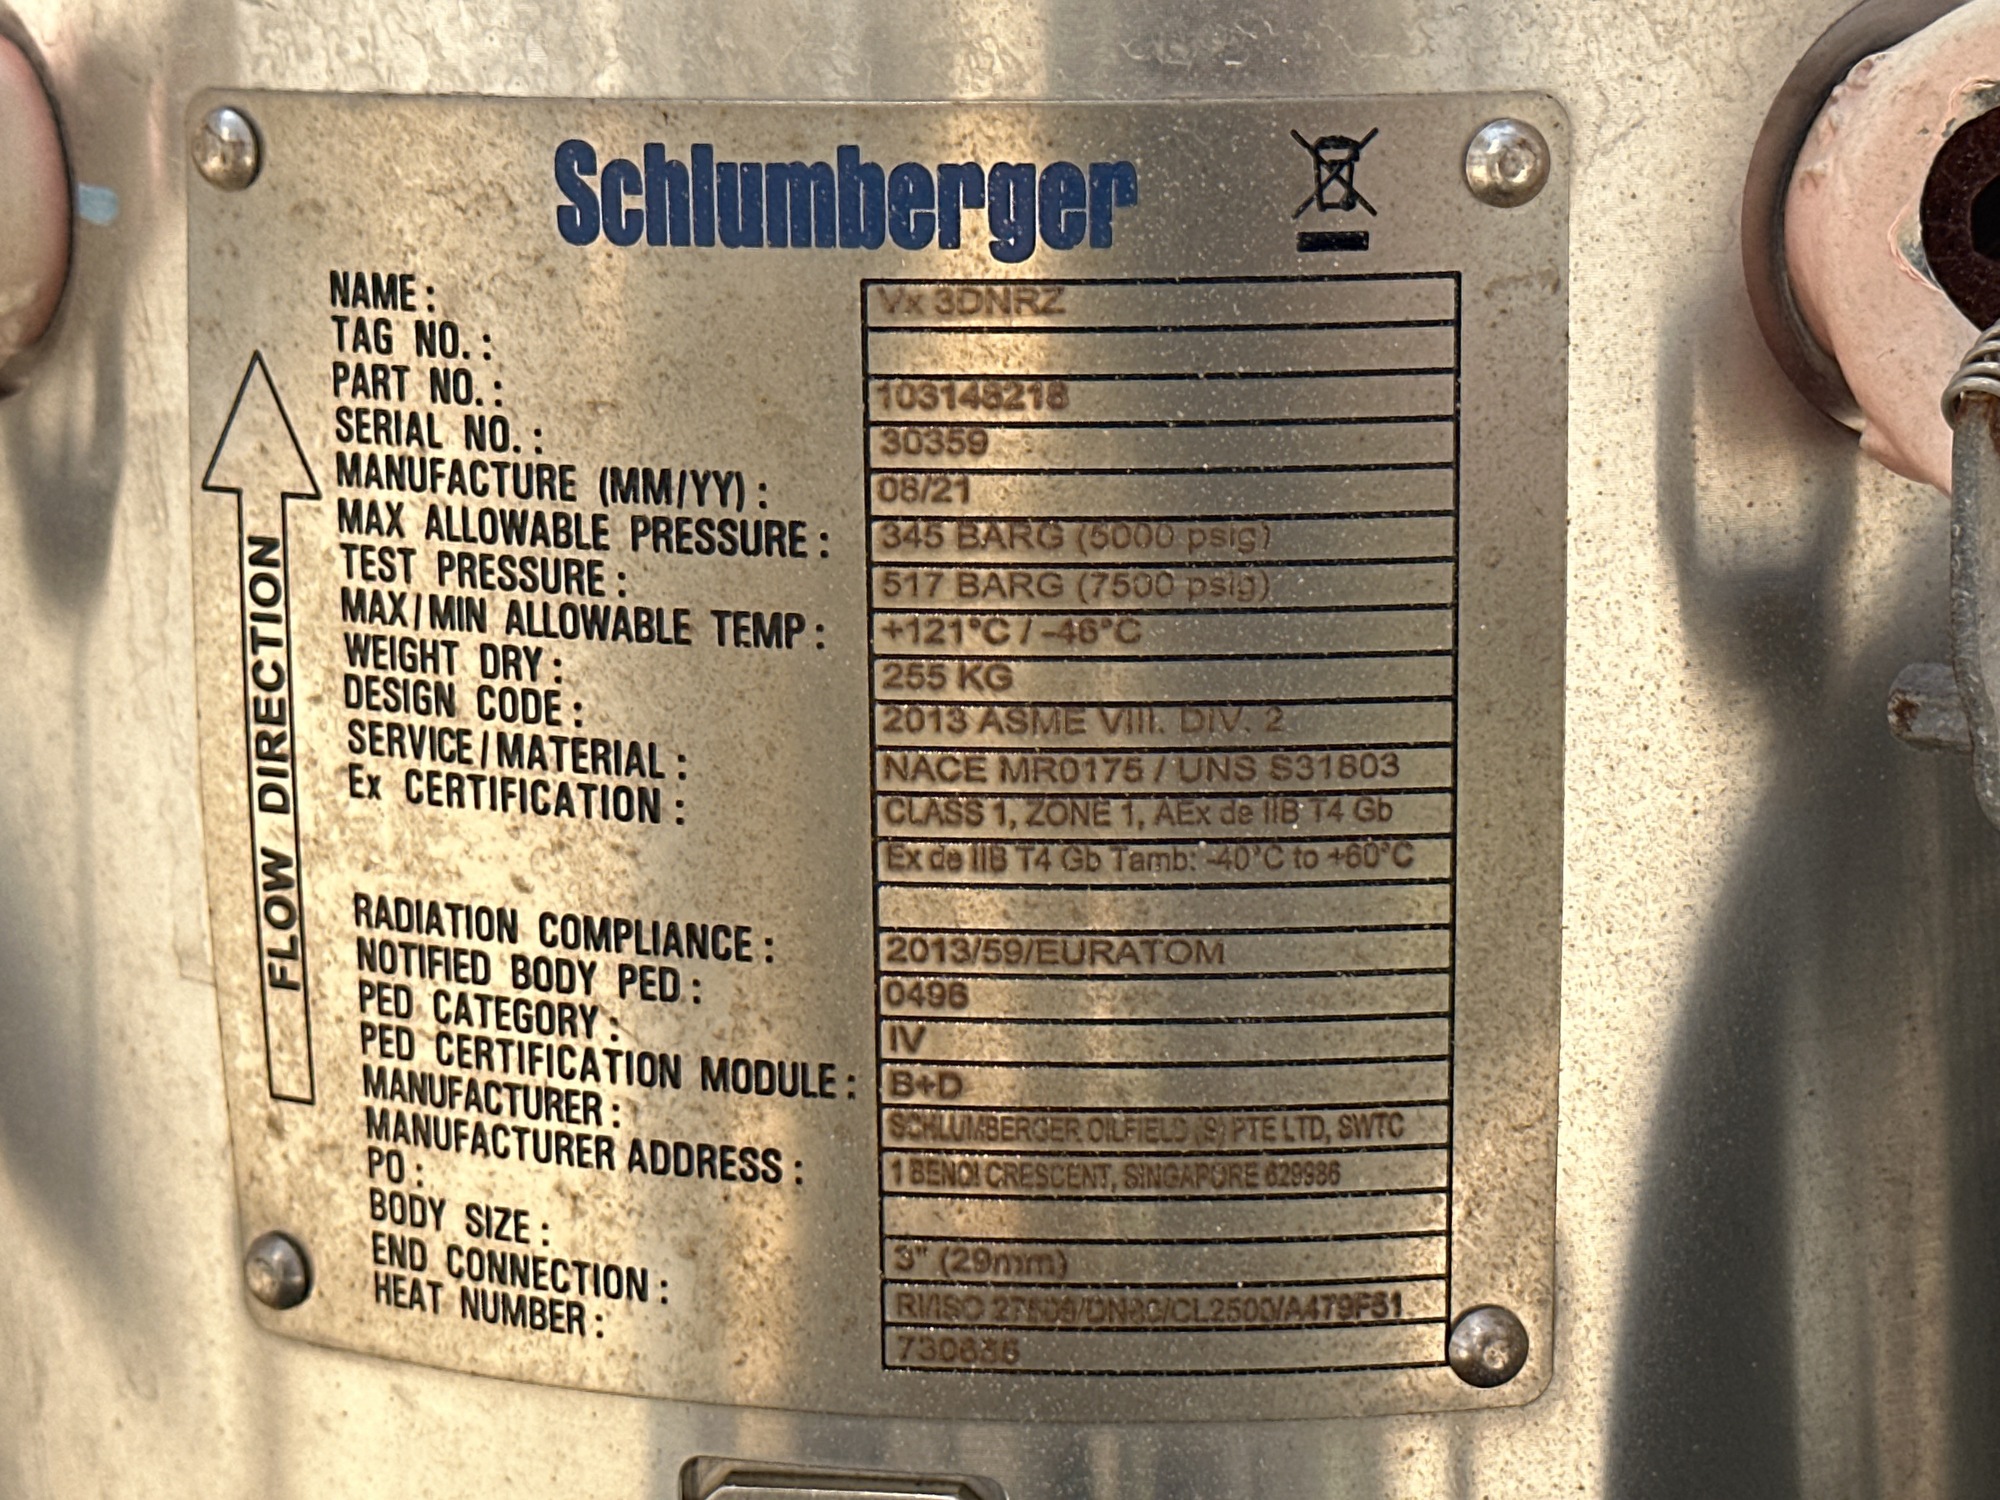 Schlumberger
NAME: Vx 3DNRZ
TAG NO.:
PART NO.: 103148218
SERIAL NO.: 30359
MANUFACTURE (MM/YY): 08/21
MAX ALLOWABLE PRESSURE: 345 BARG (5000 psig)
TEST PRESSURE: 517 BARG (7500 psig)
MAX/MIN ALLOWABLE TEMP: +121°C / -46°C
WEIGHT DRY: 255 KG
DESIGN CODE: 2013 ASME VIII. DIV. 2
SERVICE/MATERIAL: NACE MR0175 / UNS S31803
Ex CERTIFICATION: CLASS 1, ZONE 1, AEx de IIB T4 Gb
Ex de IIB T4 Gb Tamb: -40°C to +60°C
RADIATION COMPLIANCE: 2013/59/EURATOM
NOTIFIED BODY PED: 0496
PED CATEGORY: IV
PED CERTIFICATION MODULE: B+D
MANUFACTURER: SCHLUMBERGER OILFIELD (S) PTE LTD, SWTC
MANUFACTURER ADDRESS: 1 BENOI CRESCENT, SINGAPORE 629986
PO:
BODY SIZE: 3" (29mm)
END CONNECTION:
HEAT NUMBER:
FLOW DIRECTION